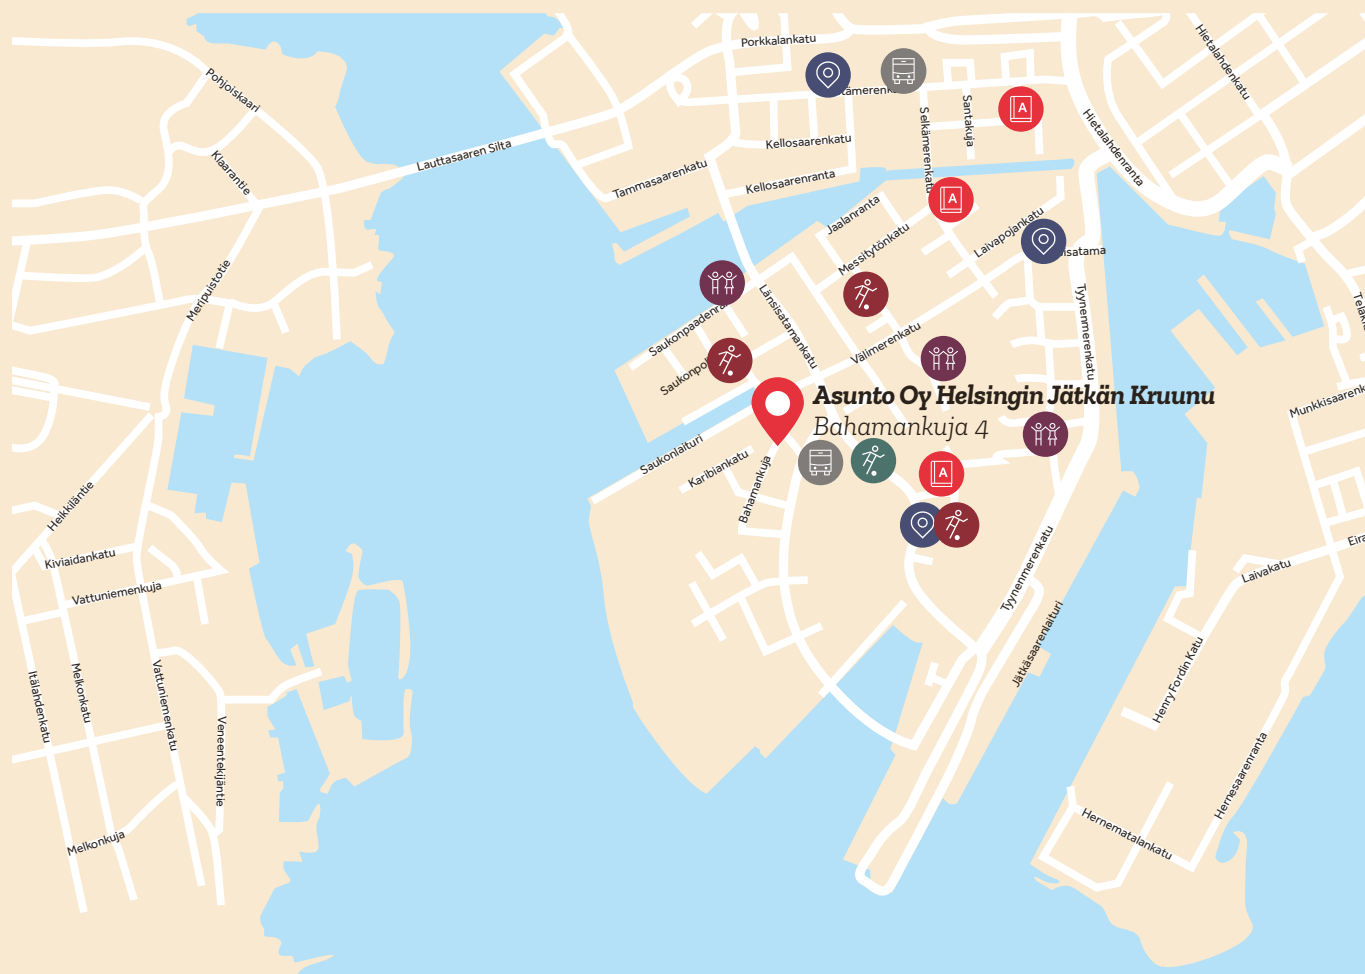 Porkkalankatu
Hietalahdenkatu
Pohjoiskaari
Selkämerenkatu
Santakuja
Hietalahdenranta
Kellosaarenkatu
Lauttasaaren Silta
Klaarantie
Tammasaarenkatu
Kellosaarenranta
Jaalanranta
Laivapojankatu
Messitytönkatu
Meripuistotie
Länsisatamankatu
Tyynenmerenkatu
Välimerenkatu
A
A
Asunto Oy Helsingin Jätkän Kruunu
Bahamankuja 4
Saukonlaituri
Karibiankatu
Bahamankuja
A
Heikkiläntie
Kiviaidankatu
Vattuniemenkuja
Tyynenmerenkatu
Laivakatu
Jätkäsaarenlaituri
Henry Fordin Katu
Itälahdenkatu
Melkonkatu
Vattuniemenkatu
Veneentekijäntie
Hernesaarenranta
Melkonkuja
Hernematalankatu